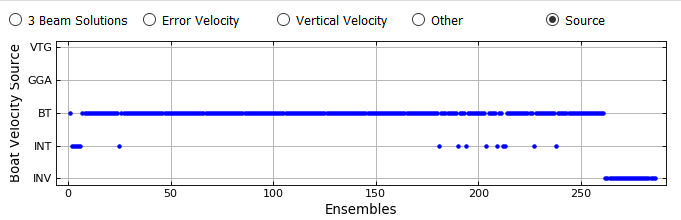 3 Beam Solutions Error Velocity Vertical Velocity Other Source
Boat Velocity Source
VTG
GGA
BT
INT
INV
0 50 100 150 200 250
Ensembles